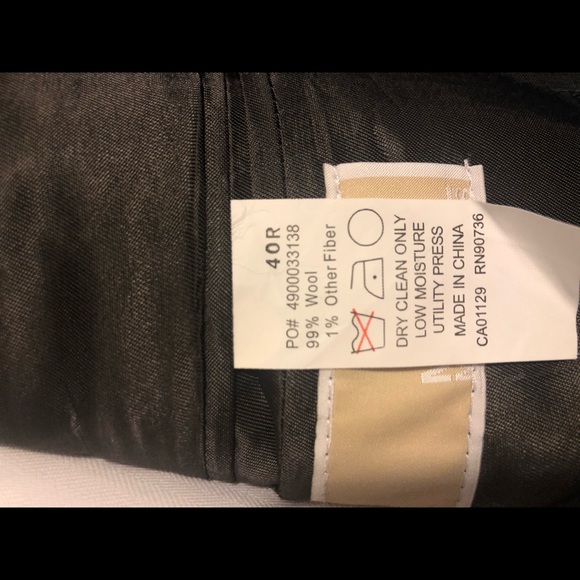 40R
PO# 4900033138
99% Wool
1% Other Fiber
DRY CLEAN ONLY
LOW MOISTURE
UTILITY PRESS
MADE IN CHINA
CA01129 RN90736